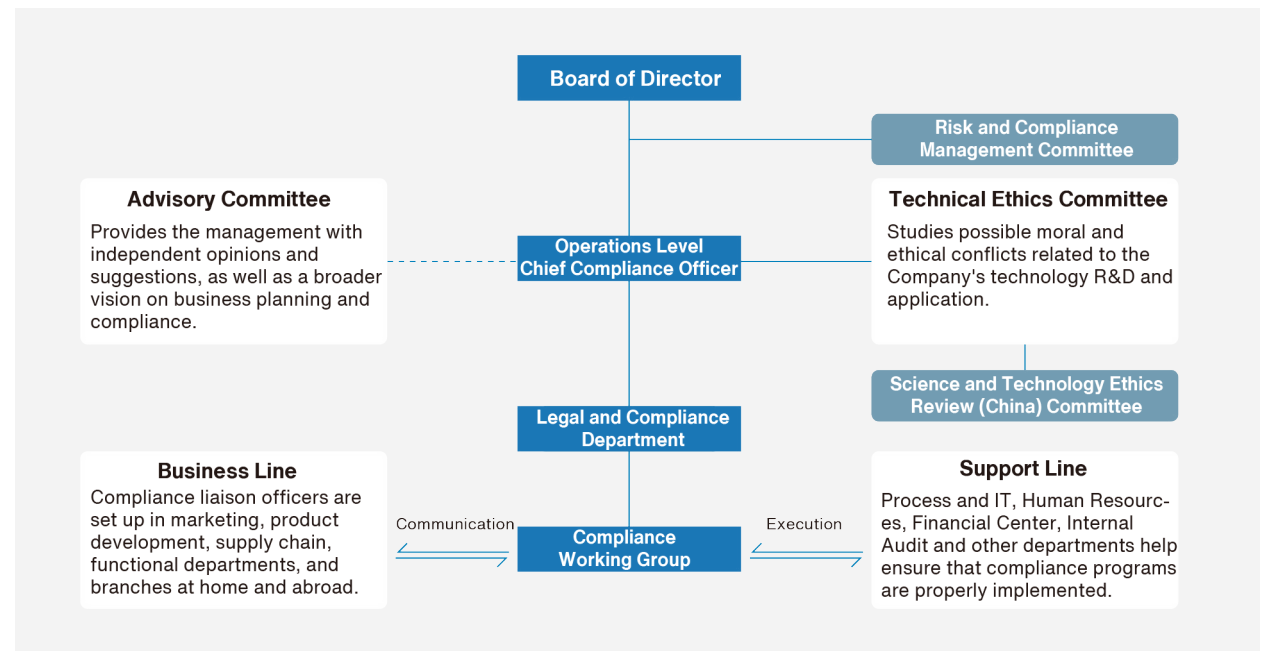 Board of Director
Risk and Compliance
Management Committee
Advisory Committee
Provides the management with
independent opinions and
suggestions, as well as a broader
vision on business planning and
compliance.
Operations Level
Chief Compliance Officer
Technical Ethics Committee
Studies possible moral and
ethical conflicts related to the
Company's technology R&D and
application.
Science and Technology Ethics
Review (China) Committee
Legal and Compliance
Department
Business Line
Compliance liaison officers are
set up in marketing, product
development, supply chain,
functional departments, and
branches at home and abroad.
Communication
Compliance
Working Group
Execution
Support Line
Process and IT, Human Resourc-
es, Financial Center, Internal
Audit and other departments help
ensure that compliance programs
are properly implemented.